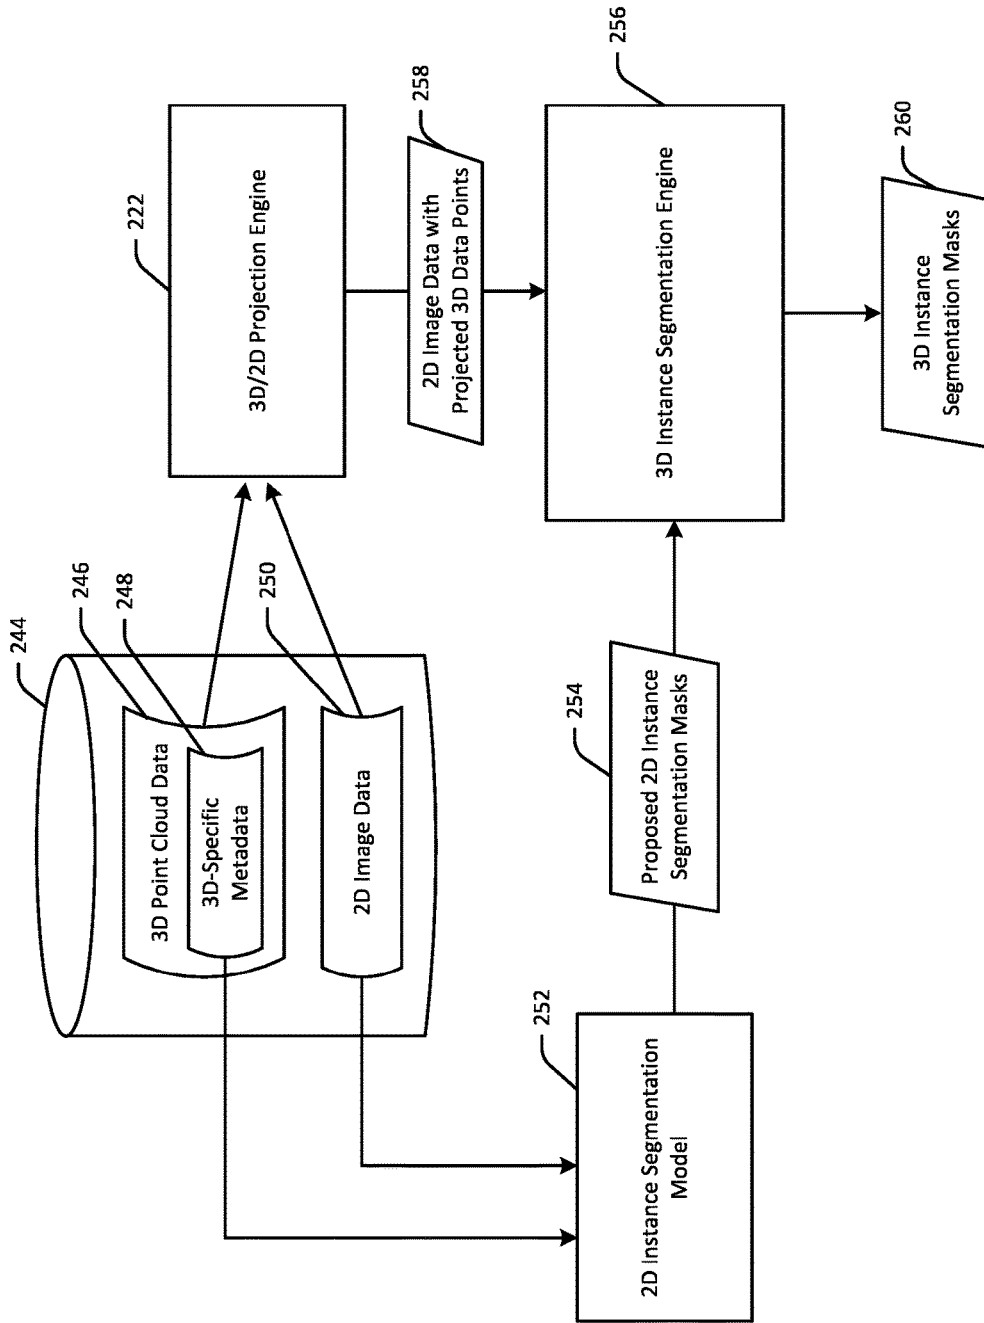 244
246
248
3D Point Cloud Data
3D-Specific
Metadata
250
2D Image Data
222
3D/2D Projection Engine
258
2D Image Data with
Projected 3D Data Points
252
2D Instance Segmentation
Model
254
Proposed 2D Instance
Segmentation Masks
256
3D Instance Segmentation Engine
260
3D Instance
Segmentation Masks